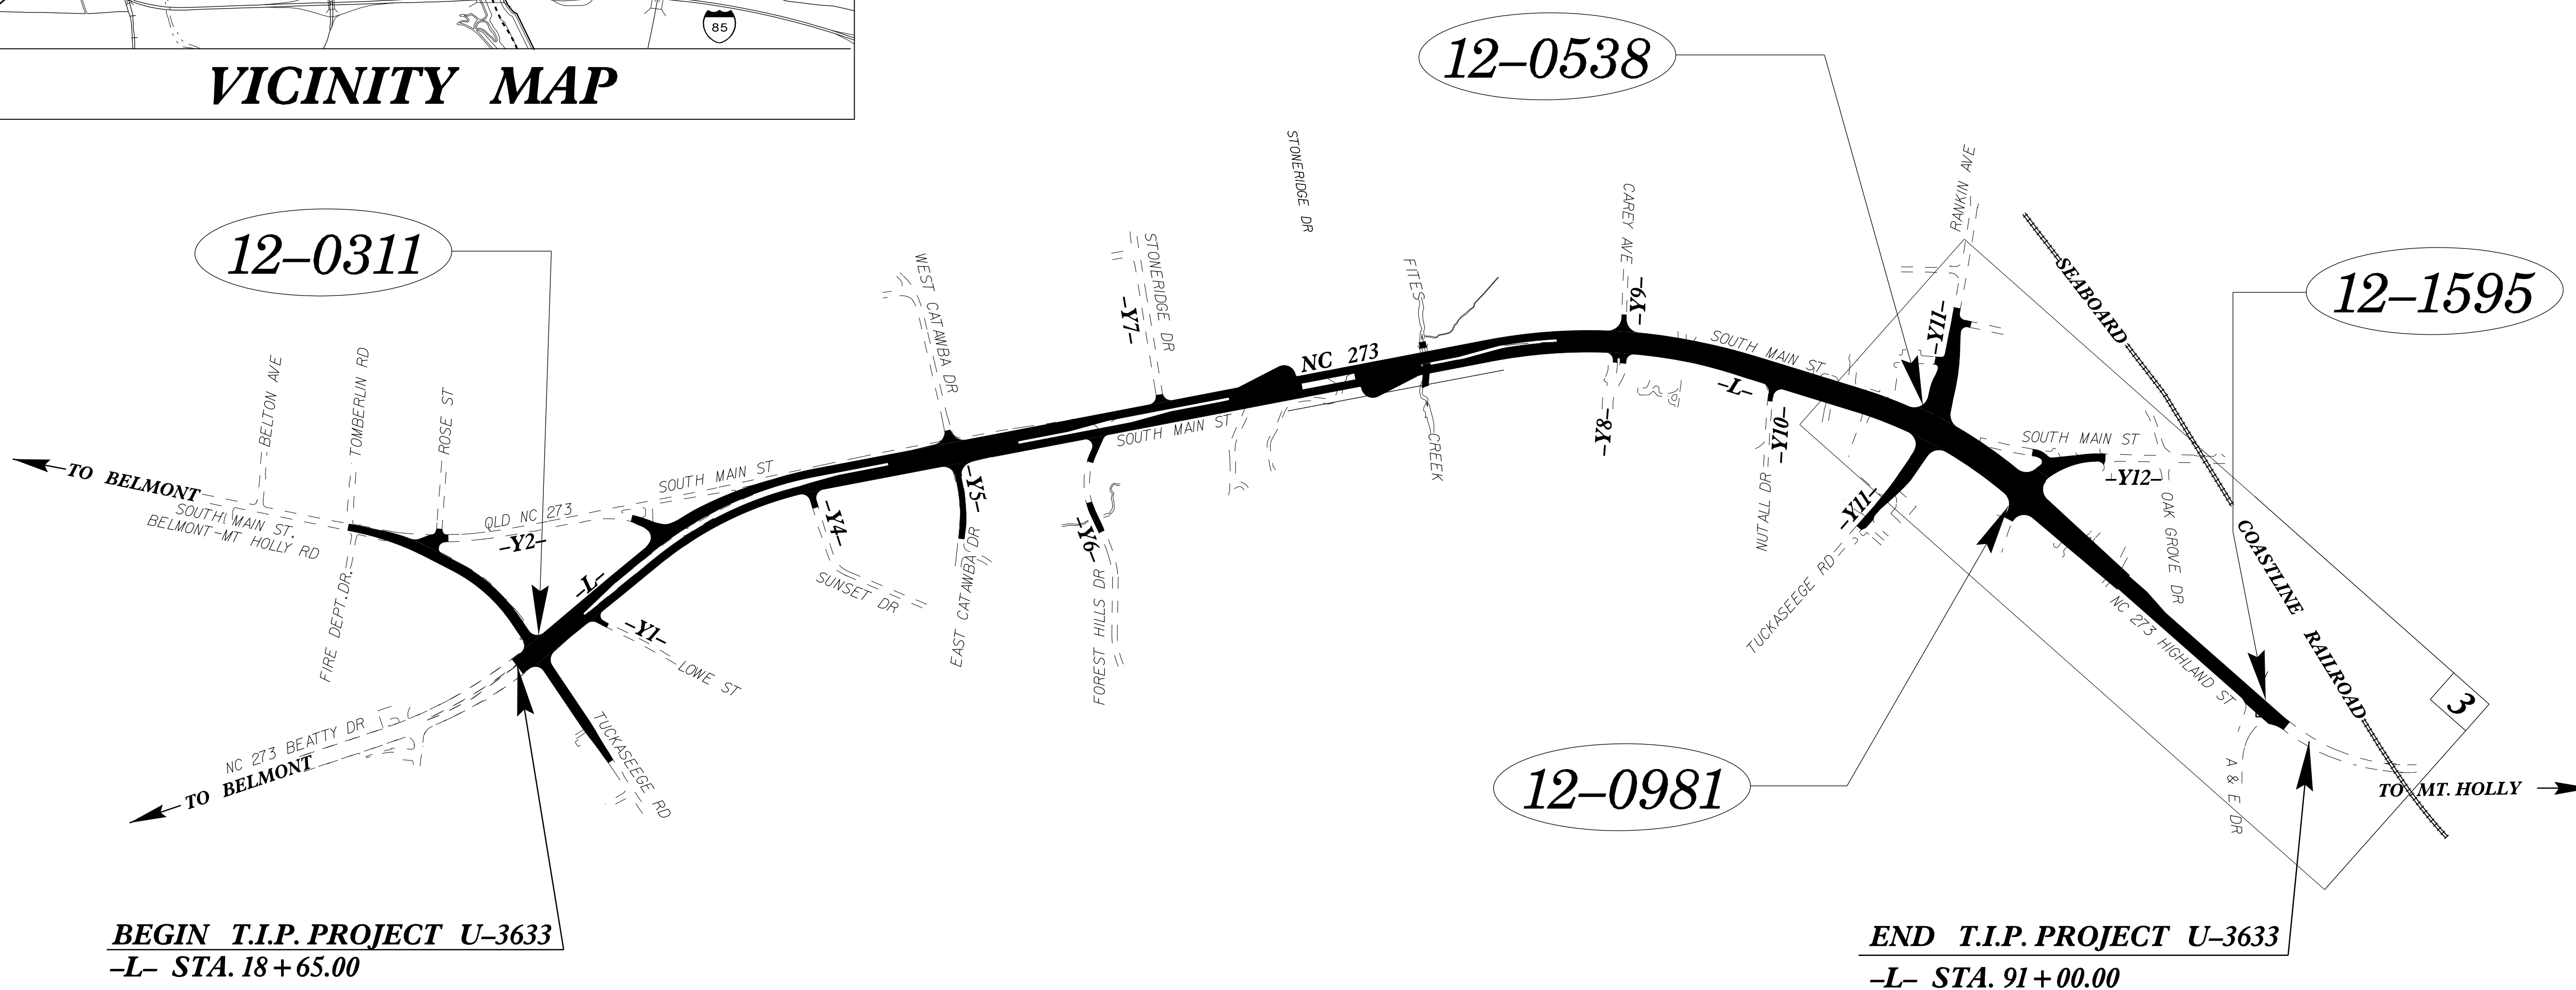 85
VICINITY MAP
12–0538
12–0311
12–1595
12–0981
STONERIDGE DR
RANKIN AVE
CAREY AVE
–Y9–
–Y11–
SEABOARD
WEST CATAWBA DR
STONERIDGE DR
–Y7–
FITES
CREEK
NC 273
SOUTH MAIN ST
–L–
BELTON AVE
TOMBERLIN RD
ROSE ST
TO BELMONT
SOUTH MAIN ST.
BELMONT-MT HOLLY RD
OLD NC 273
–Y2–
SOUTH MAIN ST
SOUTH MAIN ST
–Y8–
–Y10–
NUTALL DR
SOUTH MAIN ST
–Y12–
OAK GROVE DR
–Y11–
TUCKASEEGE RD
COASTLINE
RAILROAD
–Y5–
–Y4–
–Y6–
SUNSET DR
EAST CATAWBA DR
FOREST HILLS DR
FIRE DEPT. DR.
–L–
–Y1–
LOWE ST
TUCKASEEGE RD
NC 273 BEATTY DR
TO BELMONT
NC 273 HIGHLAND ST
3
A & E DR
TO MT. HOLLY
BEGIN T.I.P. PROJECT U–3633
–L– STA. 18+65.00
END T.I.P. PROJECT U–3633
–L– STA. 91+00.00